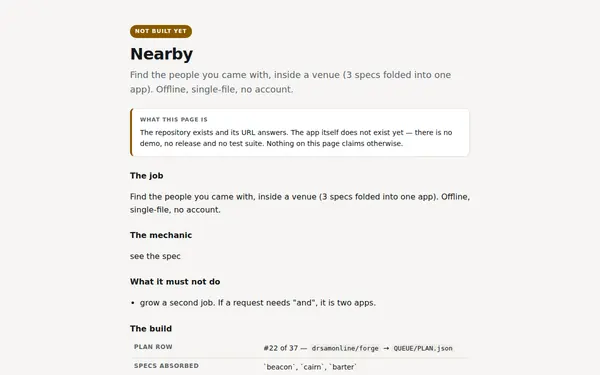 NOT BUILT YET
Nearby
Find the people you came with, inside a venue (3 specs folded into one
app). Offline, single-file, no account.
WHAT THIS PAGE IS
The repository exists and its URL answers. The app itself does not exist yet — there is no
demo, no release and no test suite. Nothing on this page claims otherwise.
The job
Find the people you came with, inside a venue (3 specs folded into one app). Offline,
single-file, no account.
The mechanic
see the spec
What it must not do
• grow a second job. If a request needs "and", it is two apps.
The build
PLAN ROW #22 of 37 — drsamonline/forge → QUEUE/PLAN.json
SPECS ABSORBED `beacon`, `cairn`, `barter`